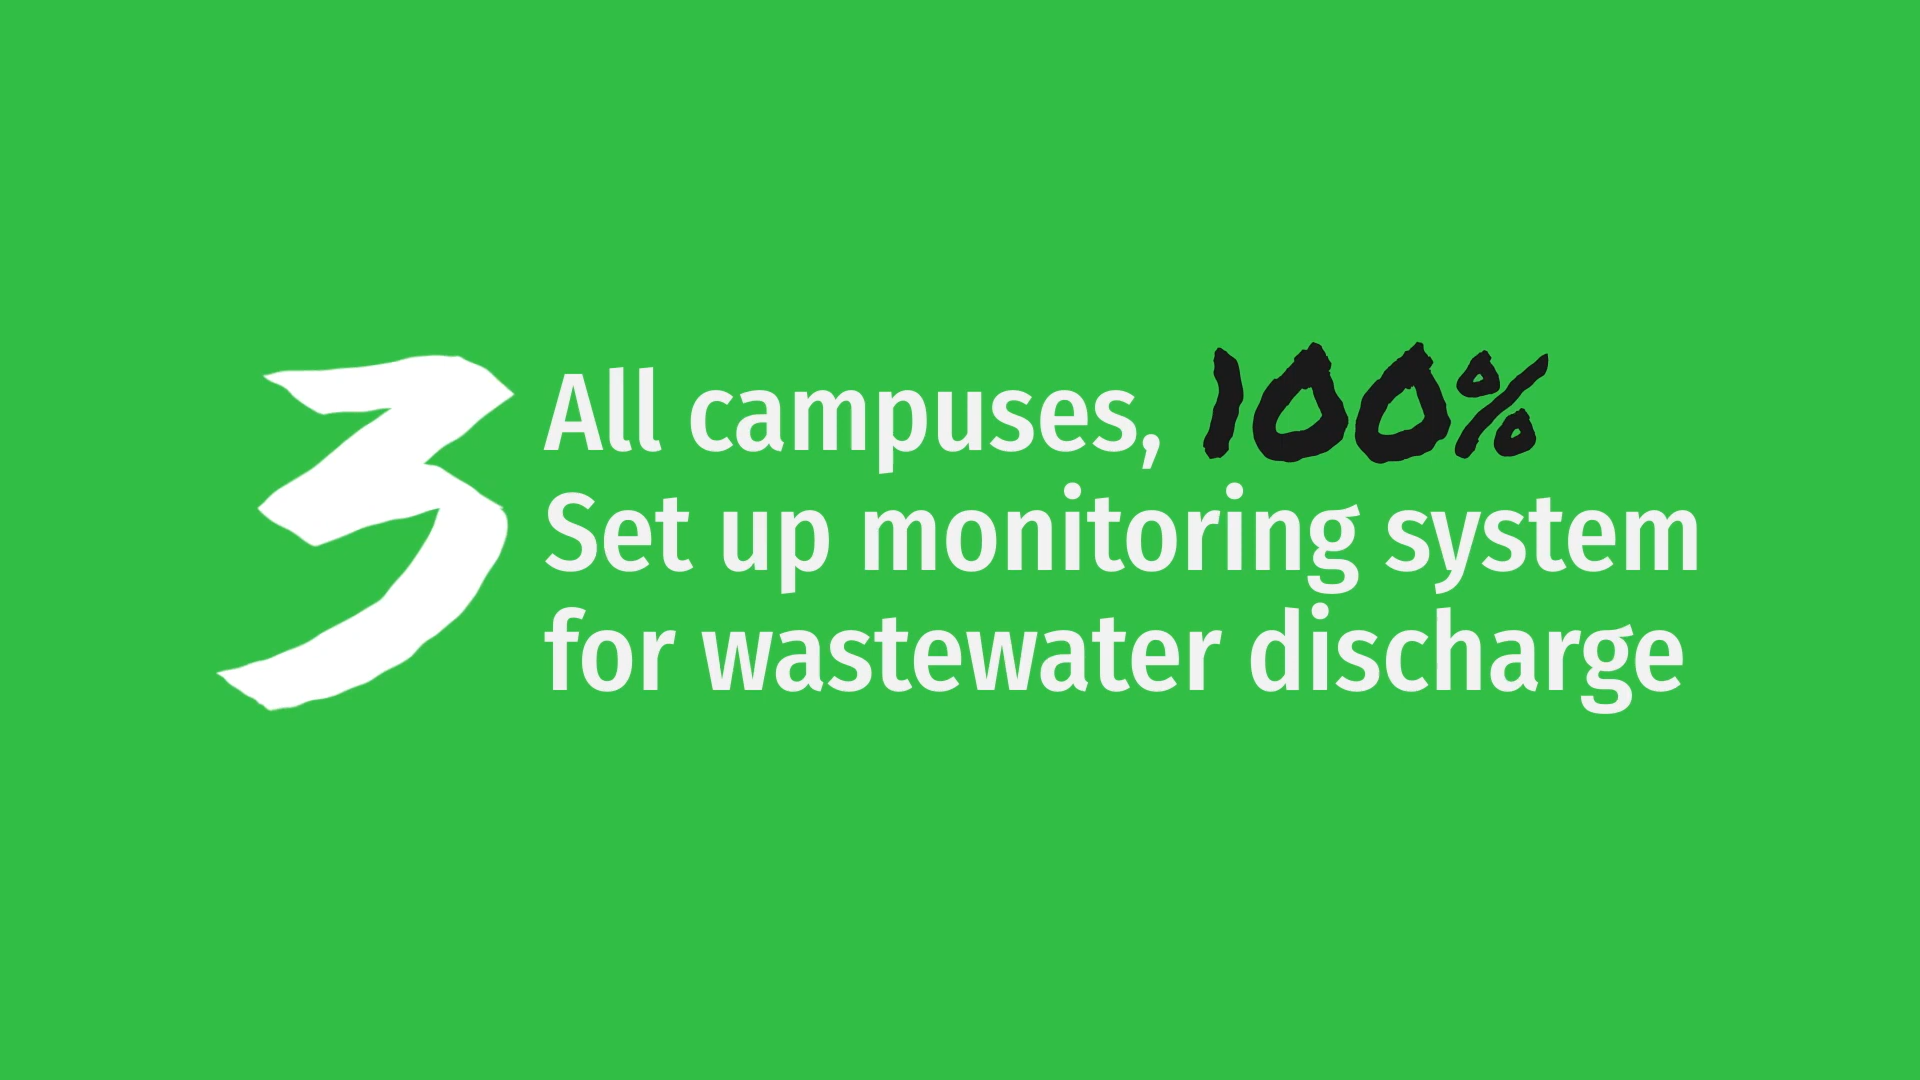 3
All campuses, 100%
Set up monitoring system
for wastewater discharge